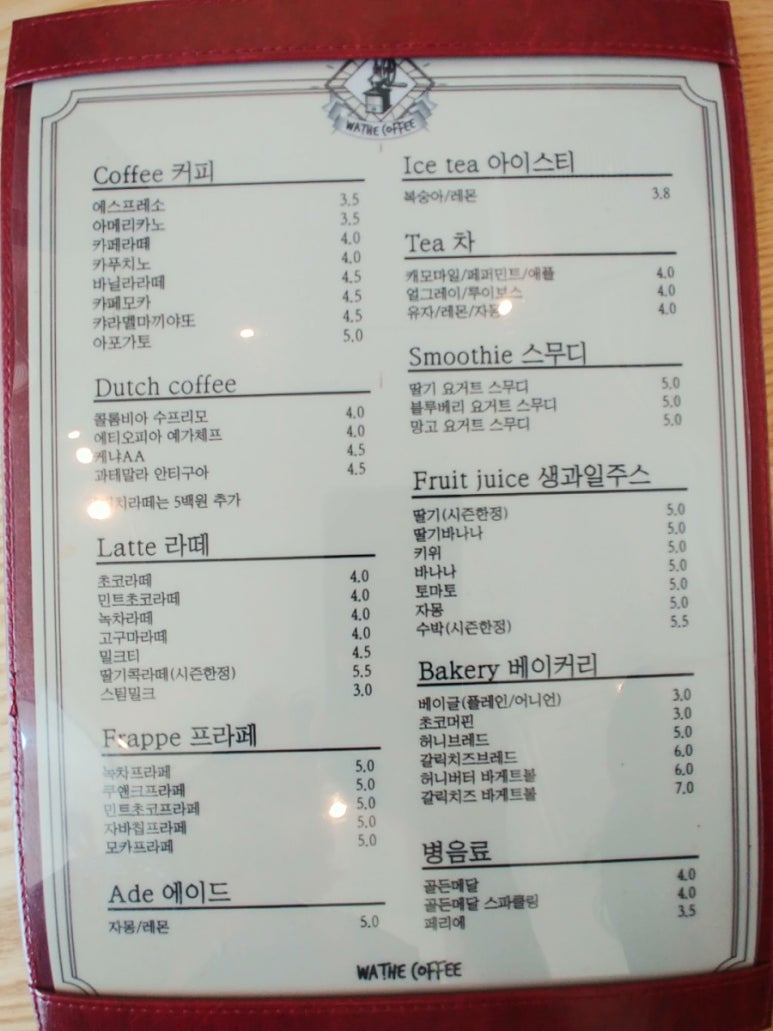 WATHE COFFEE
Coffee 커피
에스프레소 3.5
아메리카노 3.5
카페라떼 4.0
카푸치노 4.0
바닐라라떼 4.5
카페모카 4.5
캬라멜마끼야또 4.5
아포가토 5.0
Dutch coffee
콜롬비아 수프리모 4.0
에티오피아 예가체프 4.0
케냐AA 4.5
과테말라 안티구아 4.5
치라떼는 5백원 추가
Latte 라떼
초코라떼 4.0
민트초코라떼 4.0
녹차라떼 4.0
고구마라떼 4.0
밀크티 4.5
딸기콕라떼(시즌한정) 5.5
스팀밀크 3.0
Frappe 프라페
녹차프라페 5.0
쿠앤크프라페 5.0
민트초코프라페 5.0
자바칩프라페 5.0
모카프라페 5.0
Ade 에이드
자몽/레몬 5.0
Ice tea 아이스티
복숭아/레몬 3.8
Tea 차
캐모마일/페퍼민트/애플 4.0
얼그레이/루이보스 4.0
유자/레몬/자몽 4.0
Smoothie 스무디
딸기 요거트 스무디 5.0
블루베리 요거트 스무디 5.0
망고 요거트 스무디 5.0
Fruit juice 생과일주스
딸기(시즌한정) 5.0
딸기바나나 5.0
키위 5.0
바나나 5.0
토마토 5.0
자몽 5.0
수박(시즌한정) 5.5
Bakery 베이커리
베이글(플레인/어니언) 3.0
초코머핀 3.0
허니브레드 5.0
갈릭치즈브레드 6.0
허니버터 바게트볼 6.0
갈릭치즈 바게트볼 7.0
병음료
골든메달 4.0
골든메달 스파클링 4.0
페리에 3.5
WATHE COFFEE